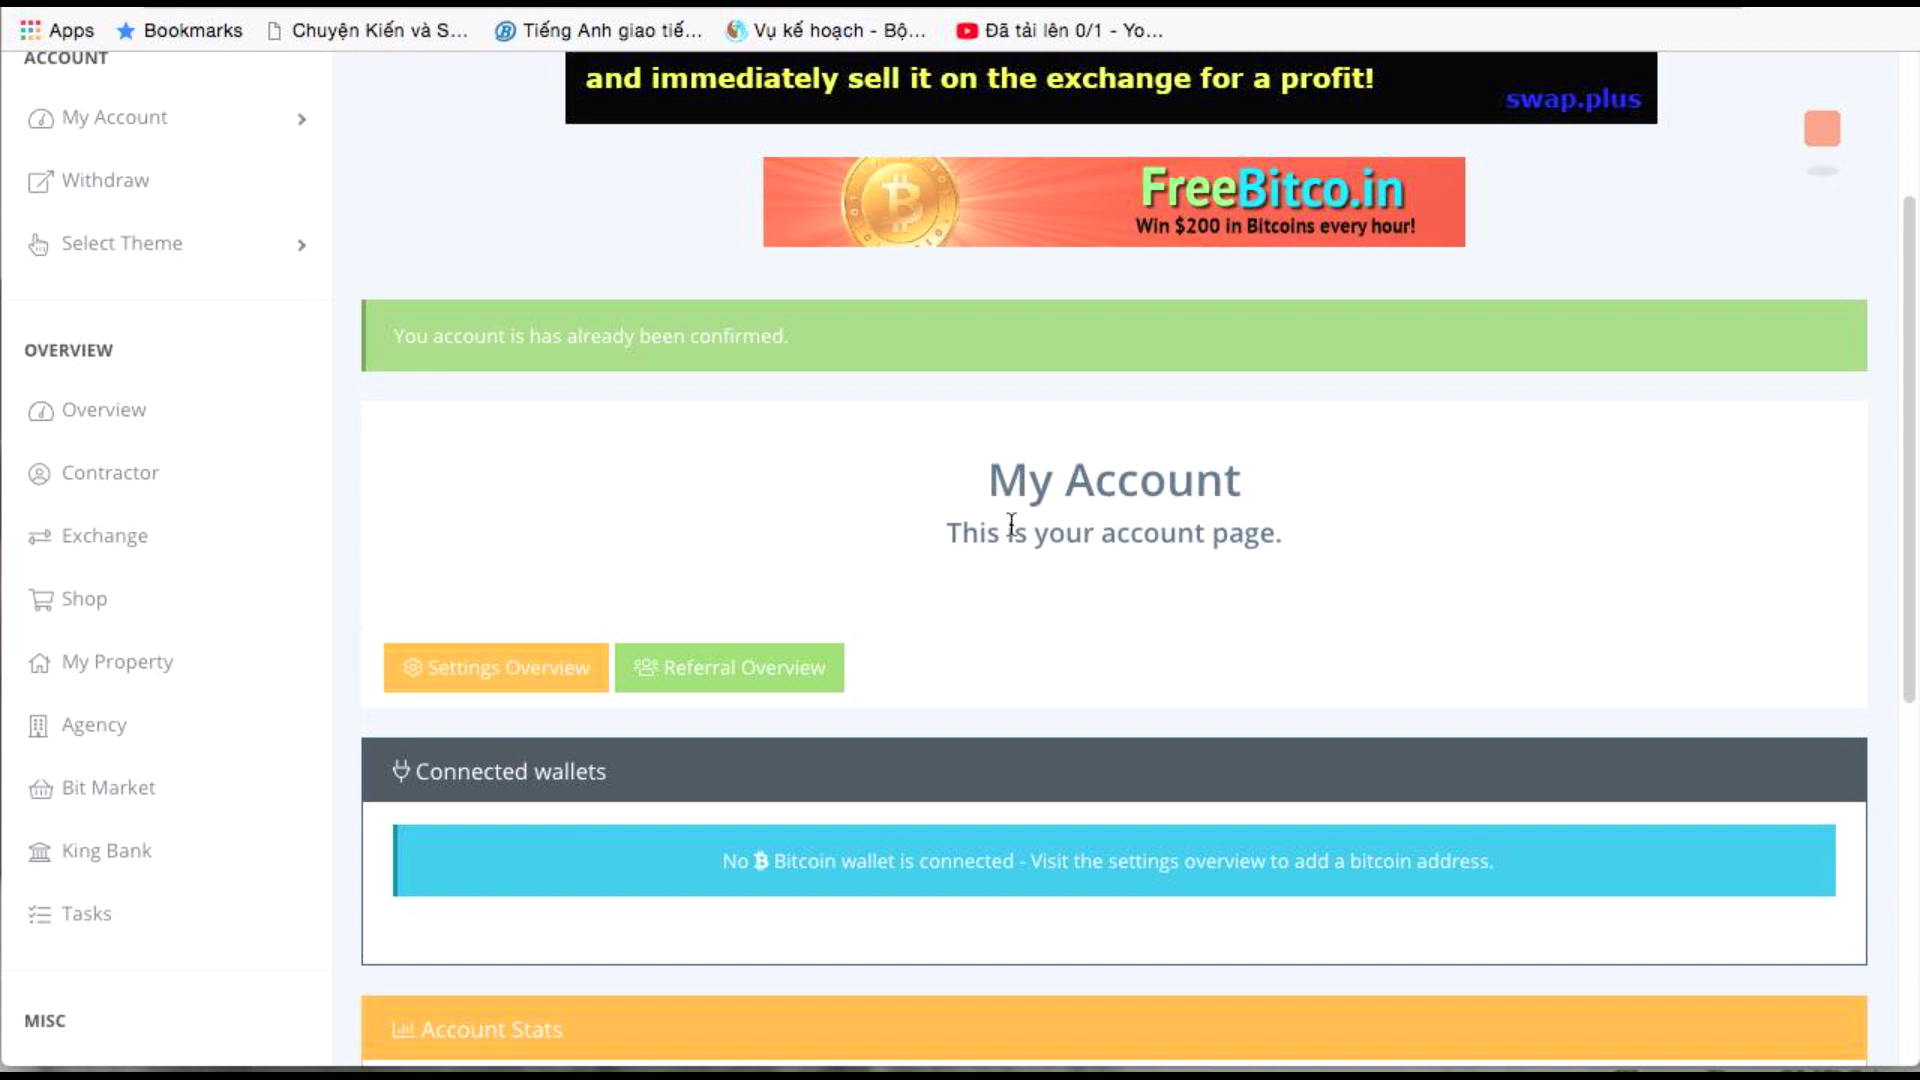 Apps
Bookmarks
Chuyện Kiến và S...
Tiếng Anh giao tiế...
Vụ kế hoạch - Bộ...
Đã tải lên 0/1 - Yo...
ACCOUNT
My Account
Withdraw
Select Theme
OVERVIEW
Overview
Contractor
Exchange
Shop
My Property
Agency
Bit Market
King Bank
Tasks
MISC
and immediately sell it on the exchange for a profit!
swap.plus
FreeBitco.in
Win $200 in Bitcoins every hour!
You account is has already been confirmed.
My Account
This is your account page.
Settings Overview
Referral Overview
Connected wallets
No Bitcoin wallet is connected - Visit the settings overview to add a bitcoin address.
Account Stats